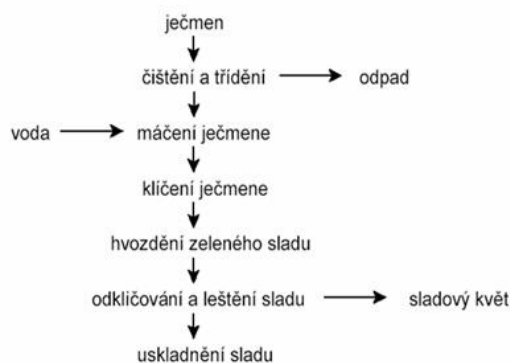 ječmen
čištění a třídění odpad
voda máčení ječmene
klíčení ječmene
hvozdění zeleného sladu
odkličování a leštění sladu sladový květ
uskladnění sladu